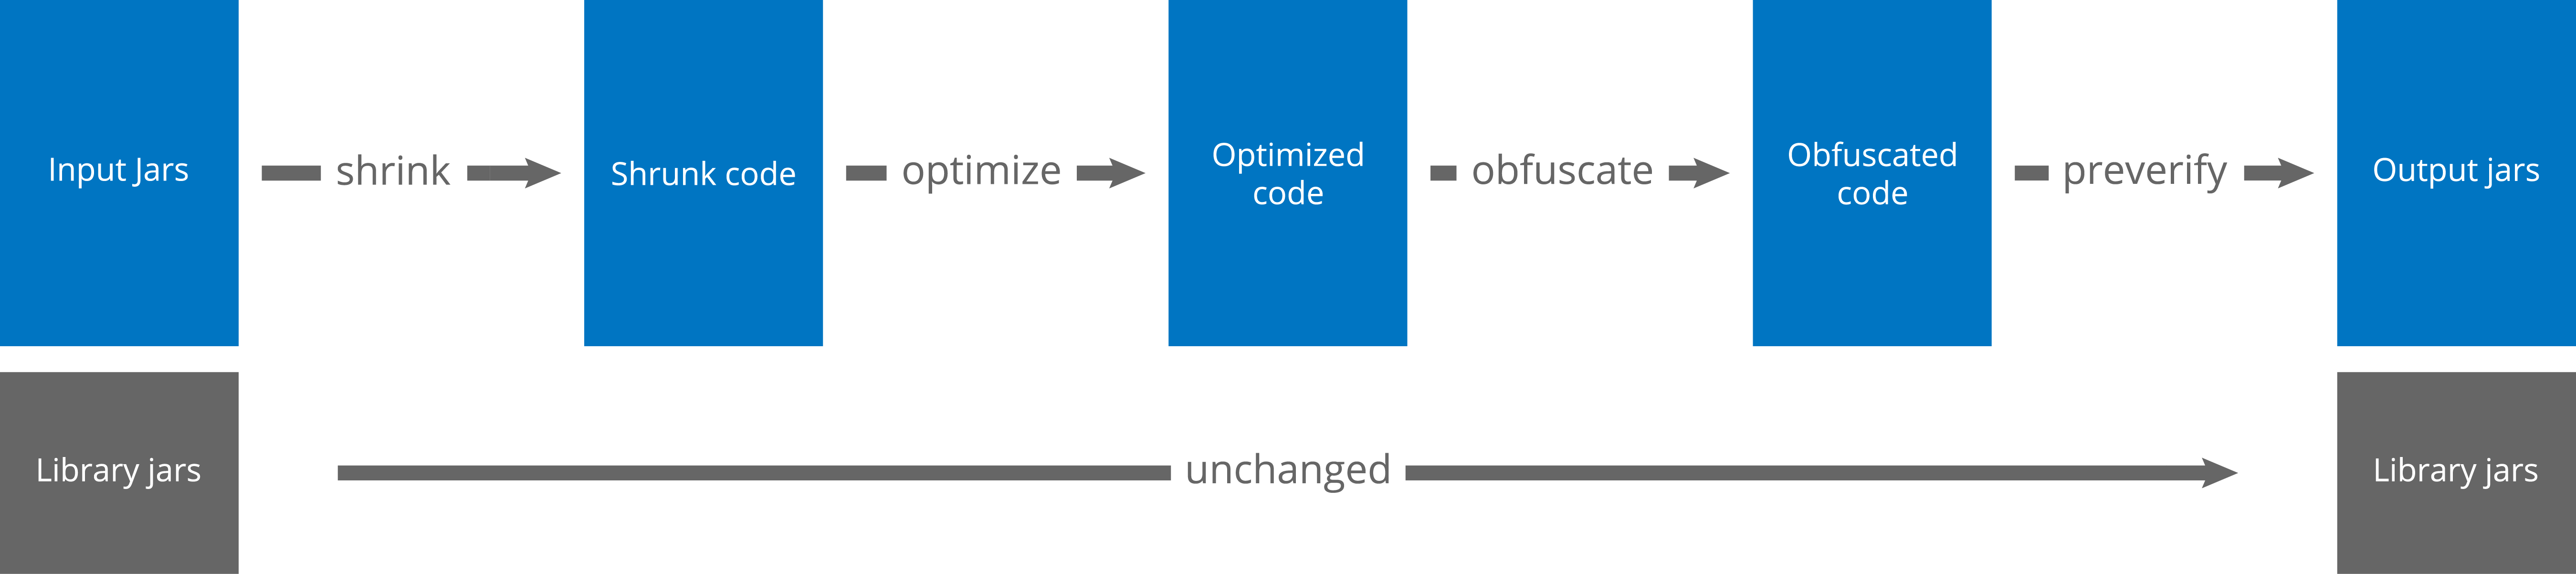 Input Jars
shrink
Shrunk code
optimize
Optimized
code
obfuscate
Obfuscated
code
preverify
Output jars
Library jars
unchanged
Library jars